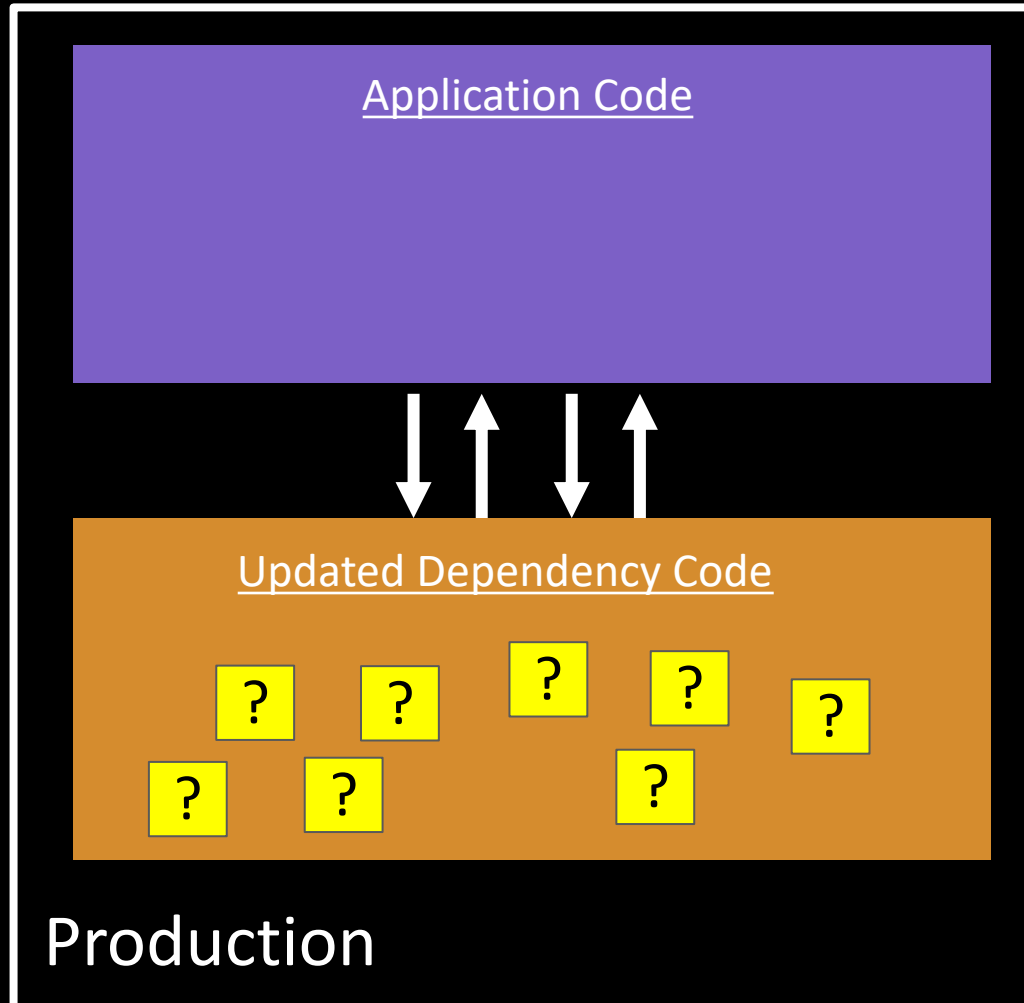 Application Code
Updated Dependency Code
? ? ? ? ?
? ? ?
Production